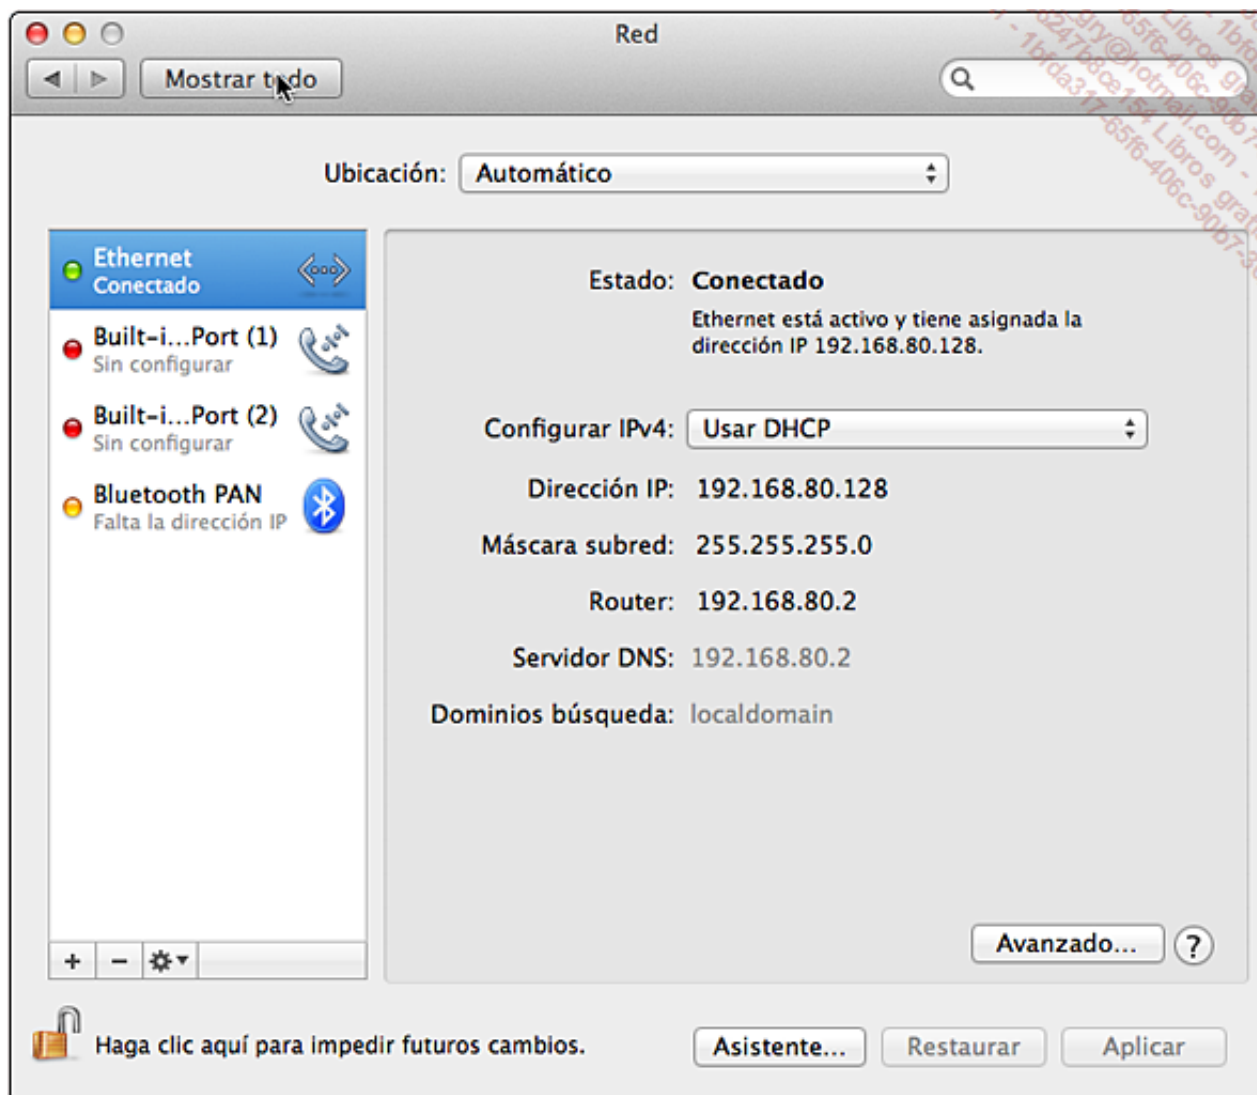 Red
Mostrar todo
Ubicación: Automático
Ethernet
Conectado
Built-i...Port (1)
Sin configurar
Built-i...Port (2)
Sin configurar
Bluetooth PAN
Falta la dirección IP
Estado: Conectado
Ethernet está activo y tiene asignada la
dirección IP 192.168.80.128.
Configurar IPv4: Usar DHCP
Dirección IP: 192.168.80.128
Máscara subred: 255.255.255.0
Router: 192.168.80.2
Servidor DNS: 192.168.80.2
Dominios búsqueda: localdomain
Avanzado... ?
Haga clic aquí para impedir futuros cambios.
Asistente... Restaurar Aplicar